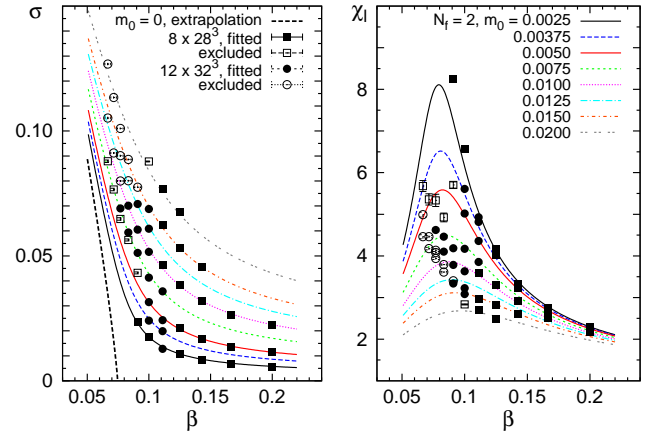 σ
m₀ = 0, extrapolation
8 x 28³, fitted
excluded
12 x 32³, fitted
excluded
0.10
0.05
0
0.05
0.1
0.15
0.2
β
χₗ
N_f = 2, m₀ = 0.0025
0.00375
0.0050
0.0075
0.0100
0.0125
0.0150
0.0200
8
6
4
2
0.05
0.1
0.15
0.2
β